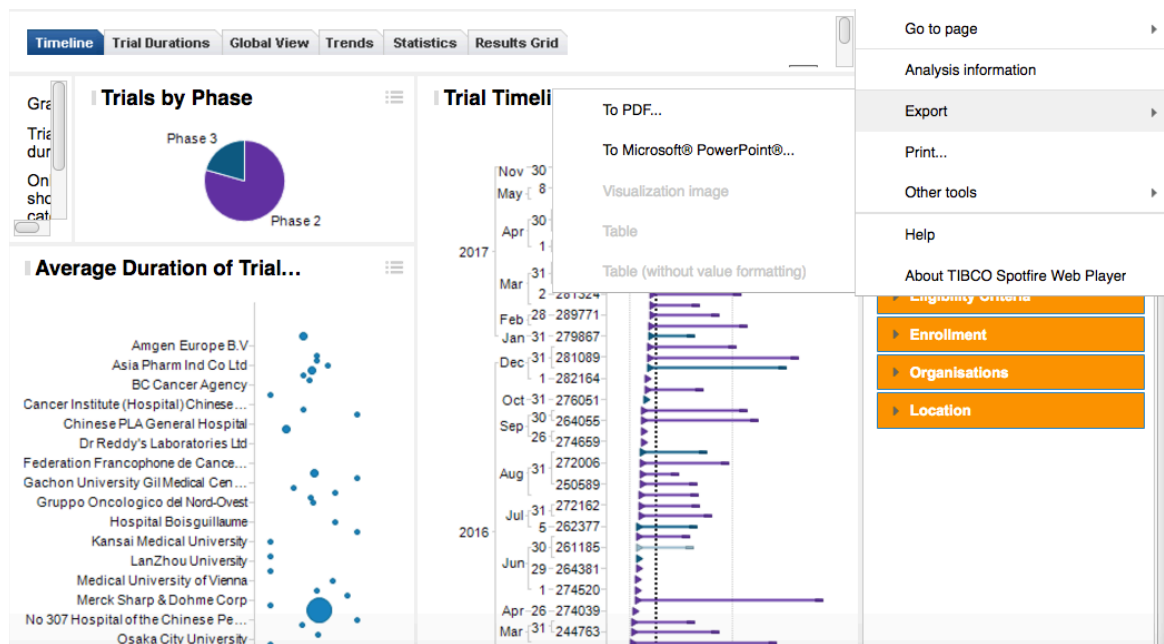 Timeline
Trial Durations
Global View
Trends
Statistics
Results Grid
Go to page
Analysis information
Export
Print...
Other tools
Help
About TIBCO Spotfire Web Player
To PDF...
To Microsoft® PowerPoint®...
Visualization image
Table
Table (without value formatting)
Gra
Tria
dur
On
sho
cat
Trials by Phase
Phase 3
Phase 2
Average Duration of Trial...
Amgen Europe B.V
Asia Pharm Ind Co Ltd
BC Cancer Agency
Cancer Institute (Hospital) Chinese...
Chinese PLA General Hospital
Dr Reddy's Laboratories Ltd
Federation Francophone de Cance...
Gachon University Gil Medical Cen...
Gruppo Oncologico del Nord-Ovest
Hospital Boisguillaume
Kansai Medical University
LanZhou University
Medical University of Vienna
Merck Sharp & Dohme Corp
No 307 Hospital of the Chinese Pe...
Osaka City University
Trial Timeli
2017
Nov 30
May 8
Apr 30
1
Mar 31
2 281324
Feb 28 289771
Jan 31 279867
2016
Dec 31 281089
1 282164
Oct 31 276051
Sep 30 264055
26 274659
Aug 31 272006
250589
Jul 31 272162
5 262377
Jun 30 261185
29 264381
1 274520
Apr 26 274039
Mar 31 244763
Eligibility Criteria
Enrollment
Organisations
Location